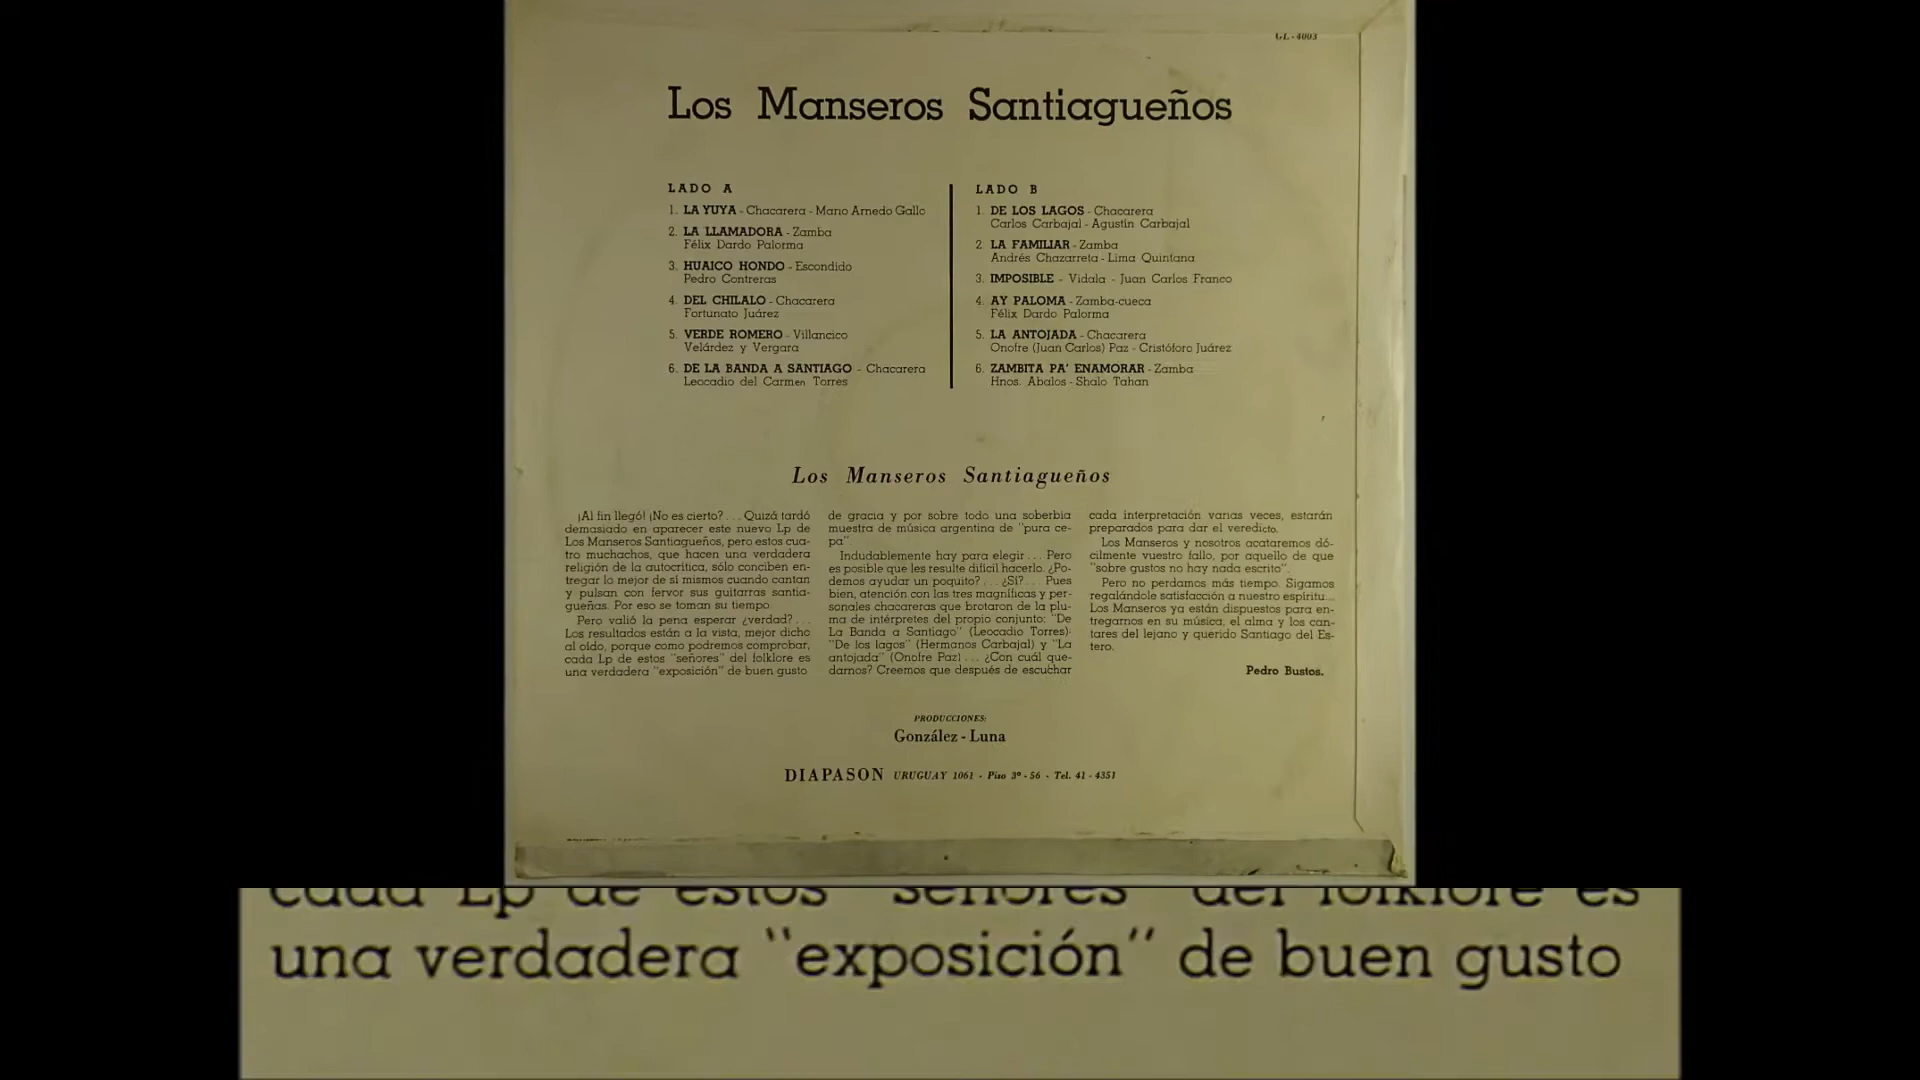 GL-4003
Los Manseros Santiagueños
LADO A
1. LA YUYA - Chacarera - Mario Arnedo Gallo
2. LA LLAMADORA - Zamba
Félix Dardo Palorma
3. HUAICO HONDO - Escondido
Pedro Contreras
4. DEL CHILALO - Chacarera
Fortunato Juárez
5. VERDE ROMERO - Villancico
Velárdez y Vergara
6. DE LA BANDA A SANTIAGO - Chacarera
Leocadio del Carmen Torres
LADO B
1. DE LOS LAGOS - Chacarera
Carlos Carbajal - Agustín Carbajal
2. LA FAMILIAR - Zamba
Andrés Chazarreta - Lima Quintana
3. IMPOSIBLE - Vidala - Juan Carlos Franco
4. AY PALOMA - Zamba-cueca
Félix Dardo Palorma
5. LA ANTOJADA - Chacarera
Onofre (Juan Carlos) Paz - Cristóforo Juárez
6. ZAMBITA PA' ENAMORAR - Zamba
Hnos. Abalos - Shalo Tahan
Los Manseros Santiagueños
¡Al fin llegó! ¡No es cierto? . . . Quizá tardó
demasiado en aparecer este nuevo Lp de
Los Manseros Santiagueños, pero estos cua-
tro muchachos, que hacen una verdadera
religión de la autocrítica, sólo conciben en-
tregar lo mejor de sí mismos cuando cantan
y pulsan con fervor sus guitarras santia-
gueñas. Por eso se toman su tiempo.
Pero valió la pena esperar ¿verdad? . . .
Los resultados están a la vista, mejor dicho
al oído, porque como podremos comprobar,
cada Lp de estos "señores" del folklore es
una verdadera "exposición" de buen gusto
de gracia y por sobre todo una soberbia
muestra de música argentina de "pura ce-
pa".
Indudablemente hay para elegir . . . Pero
es posible que les resulte difícil hacerlo. ¿Po-
demos ayudar un poquito? . . . ¿Sí? . . . Pues
bien, atención con las tres magníficas y per-
sonales chacareras que brotaron de la plu-
ma de intérpretes del propio conjunto: "De
La Banda a Santiago" (Leocadio Torres);
"De los lagos" (Hermanos Carbajal) y "La
antojada" (Onofre Paz) . . . ¿Con cuál que-
damos? Creemos que después de escuchar
cada interpretación varias veces, estarán
preparados para dar el veredicto.
Los Manseros y nosotros acataremos dó-
cilmente vuestro fallo, por aquello de que
"sobre gustos no hay nada escrito".
Pero no perdamos más tiempo. Sigamos
regalándole satisfacción a nuestro espíritu...
Los Manseros ya están dispuestos para en-
tregarnos en su música, el alma y los can-
tares del lejano y querido Santiago del Es-
tero.
Pedro Bustos.
PRODUCCIONES:
González - Luna
DIAPASON URUGUAY 1061 - Piso 3º - 56 - Tel. 41 - 4351
cada Lp de estos "señores" del folklore es
una verdadera "exposición" de buen gusto